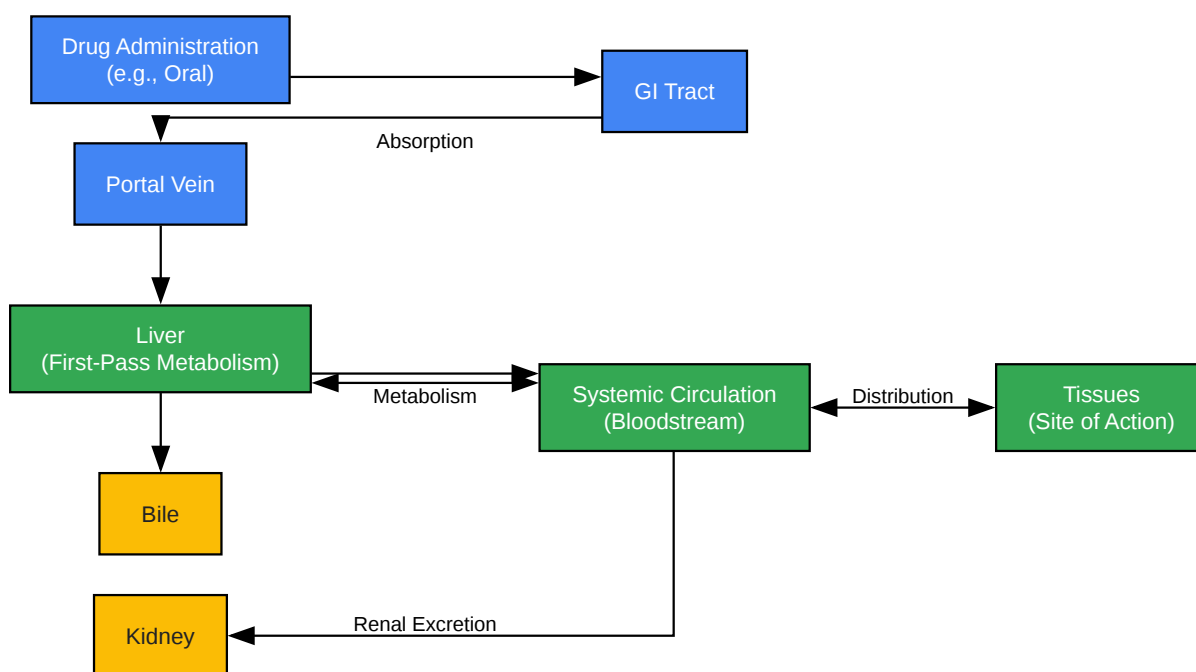 Drug Administration
(e.g., Oral)
GI Tract
Absorption
Portal Vein
Liver
(First-Pass Metabolism)
Metabolism
Systemic Circulation
(Bloodstream)
Distribution
Tissues
(Site of Action)
Bile
Renal Excretion
Kidney